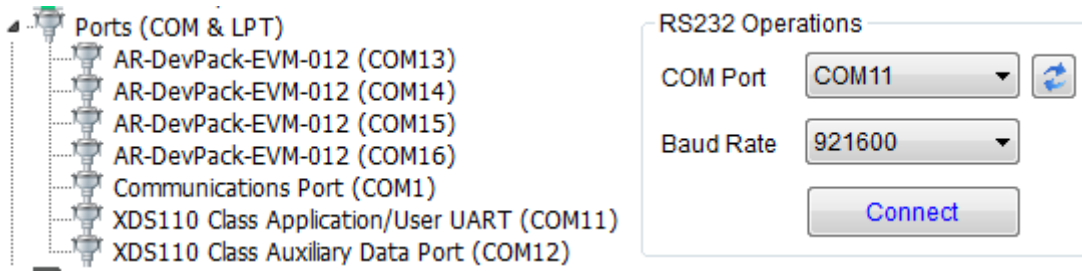 Ports (COM & LPT)
AR-DevPack-EVM-012 (COM13)
AR-DevPack-EVM-012 (COM14)
AR-DevPack-EVM-012 (COM15)
AR-DevPack-EVM-012 (COM16)
Communications Port (COM1)
XDS110 Class Application/User UART (COM11)
XDS110 Class Auxiliary Data Port (COM12)
RS232 Operations
COM Port COM11
Baud Rate 921600
Connect